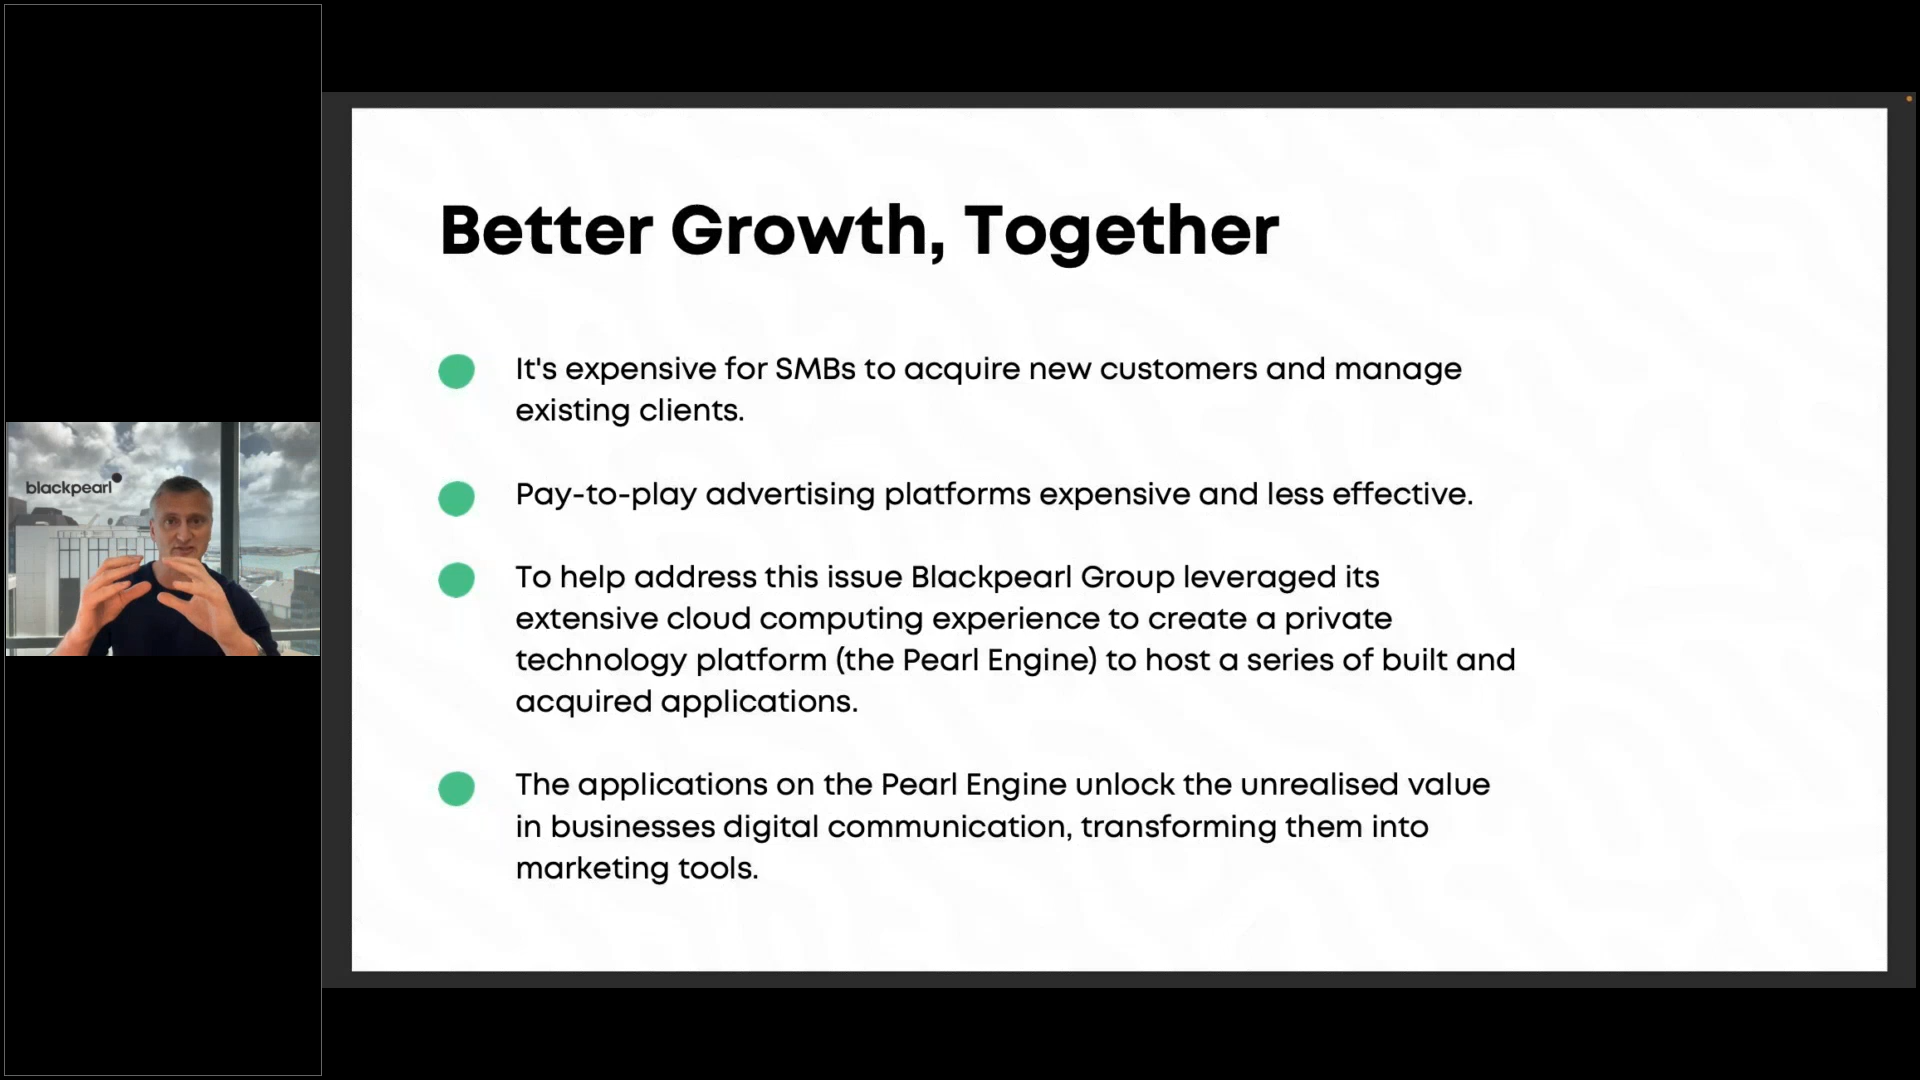 blackpearl
Better Growth, Together
It's expensive for SMBs to acquire new customers and manage
existing clients.
Pay-to-play advertising platforms expensive and less effective.
To help address this issue Blackpearl Group leveraged its
extensive cloud computing experience to create a private
technology platform (the Pearl Engine) to host a series of built and
acquired applications.
The applications on the Pearl Engine unlock the unrealised value
in businesses digital communication, transforming them into
marketing tools.